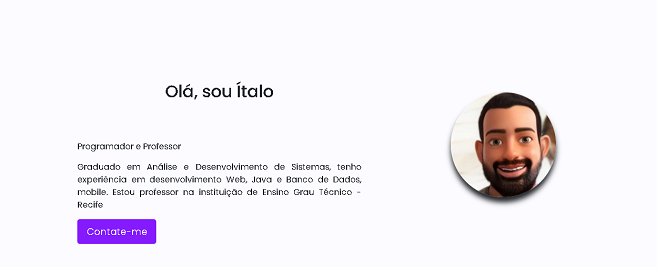 Olá, sou Ítalo
Programador e Professor
Graduado em Análise e Desenvolvimento de Sistemas, tenho
experiência em desenvolvimento Web, Java e Banco de Dados,
mobile. Estou professor na instituição de Ensino Grau Técnico -
Recife
Contate-me